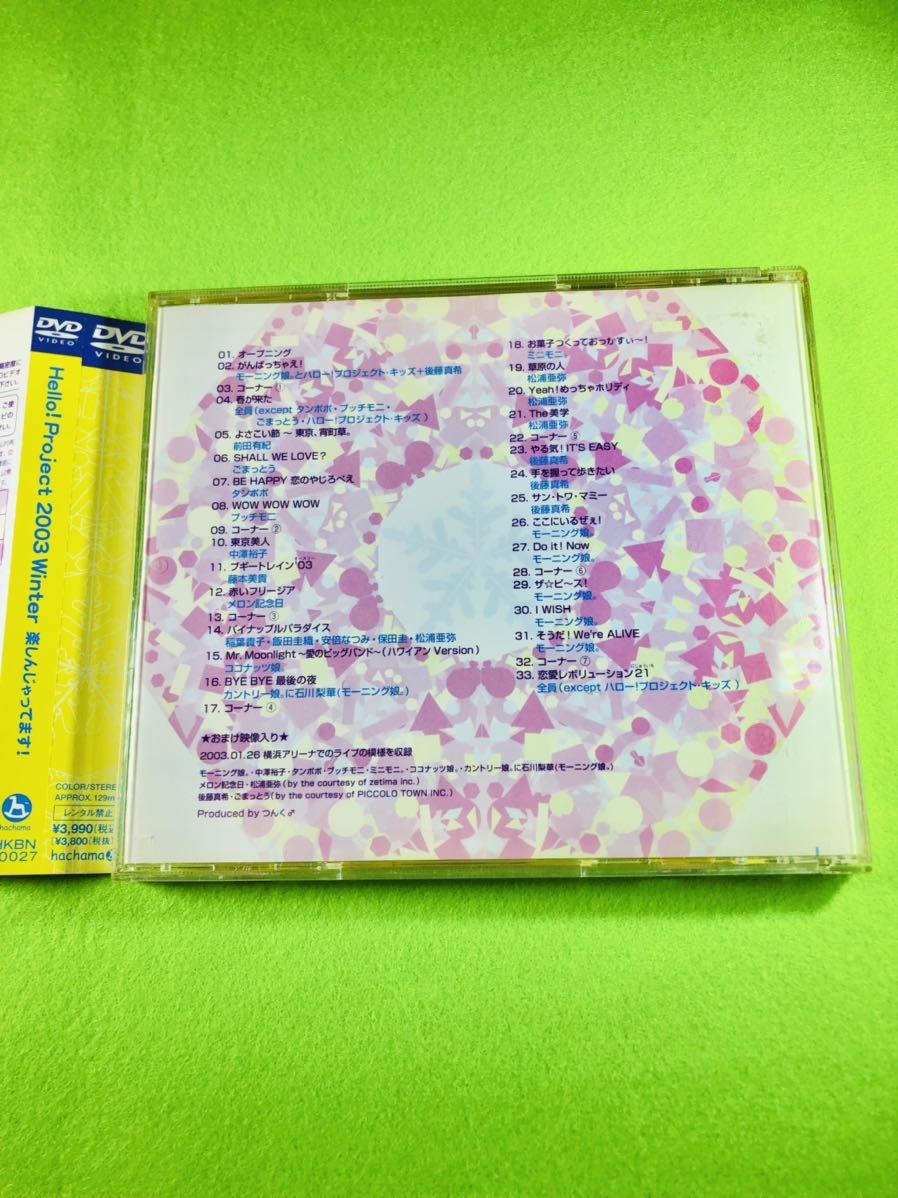 DVD
VIDEO
DVD
VIDEO
Hello! Project 2003 Winter 楽しんじゃってます!
COLOR/STERE
APPROX. 129m
レンタル禁止
¥3,990(税込
(¥3,800(税抜)
hachama
hachama
HKBN
0027
01. オープニング
02. がんばっちゃえ!
モーニング娘。とハロー!プロジェクト・キッズ+後藤真希
03. コーナー ①
04. 春が来た
全員(except タンポポ・プッチモニ・
ごまっとう・ハロー!プロジェクト・キッズ )
05. よさこい節 ~ 東京、宵町草。
前田有紀
06. SHALL WE LOVE?
ごまっとう
07. BE HAPPY 恋のやじろべえ
タンポポ
08. WOW WOW WOW
プッチモニ
09. コーナー ②
10. 東京美人
中澤裕子
11. ブギートレイン'03
藤本美貴
12. 赤いフリージア
メロン記念日
13. コーナー ③
14. パイナップルパラダイス
稲葉貴子・飯田圭織・安倍なつみ・保田圭・松浦亜弥
15. Mr. Moonlight ~愛のビッグバンド~(ハワイアン Version)
ココナッツ娘。
16. BYE BYE 最後の夜
カントリー娘。に石川梨華(モーニング娘。)
17. コーナー ④
18. お菓子つくっておっかすぃ~!
ミニモニ。
19. 草原の人
松浦亜弥
20. Yeah! めっちゃホリディ
松浦亜弥
21. The 美学
松浦亜弥
22. コーナー ⑤
23. やる気! IT'S EASY
後藤真希
24. 手を握って歩きたい
後藤真希
25. サン・トワ・マミー
後藤真希
26. ここにいるぜぇ!
モーニング娘。
27. Do it! Now
モーニング娘。
28. コーナー ⑥
29. ザ☆ピ~ス!
モーニング娘。
30. I WISH
モーニング娘。
31. そうだ! We're ALIVE
モーニング娘。
32. コーナー ⑦
33. 恋愛レボリューション21
全員(except ハロー!プロジェクト・キッズ )
★おまけ映像入り★
2003.01.26 横浜アリーナでのライブの模様を収録
モーニング娘。・中澤裕子・タンポポ・プッチモニ・ミニモニ。・ココナッツ娘。・カントリー娘。に石川梨華(モーニング娘。)
メロン記念日・松浦亜弥(by the courtesy of zetima inc.)
後藤真希・ごまっとう(by the courtesy of PICCOLO TOWN INC.)
Produced by つんく♂